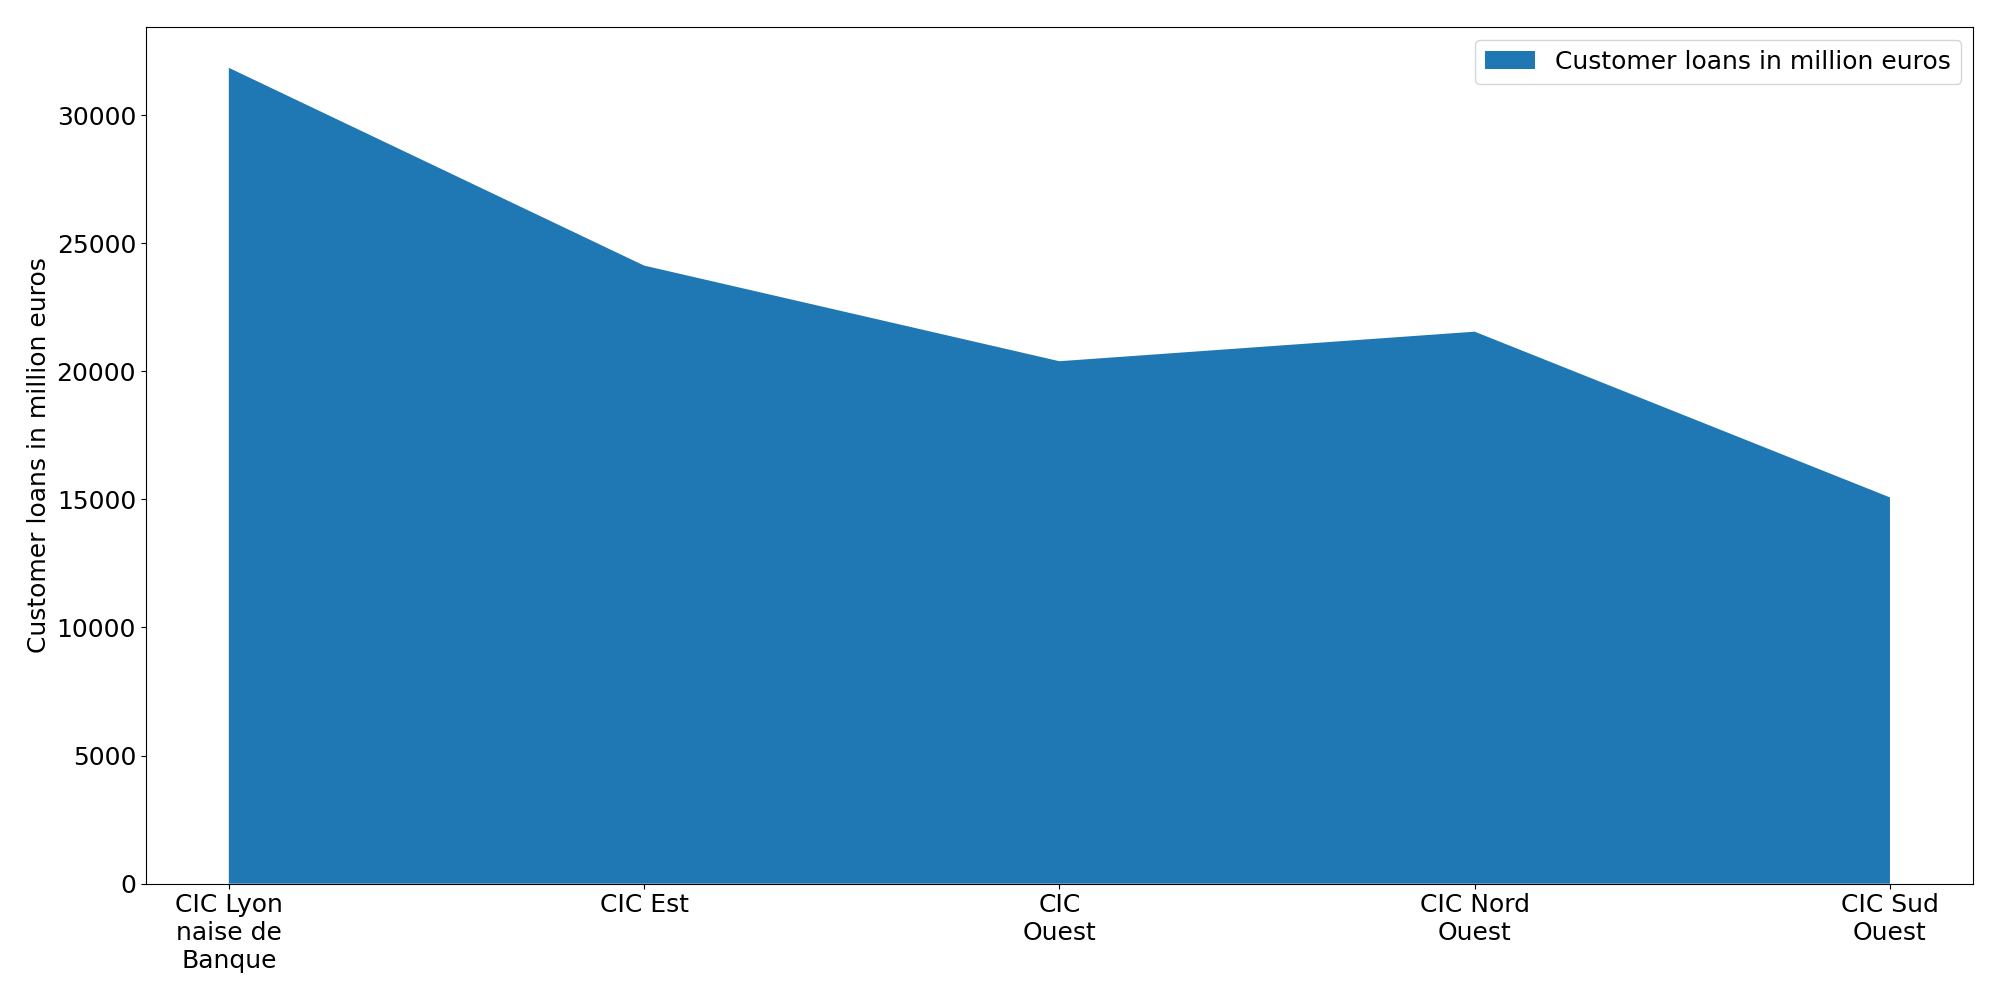 Customer loans in million euros
Customer loans in million euros
30000
25000
20000
15000
10000
5000
0
CIC Lyon
naise de
Banque
CIC Est
CIC
Ouest
CIC Nord
Ouest
CIC Sud
Ouest